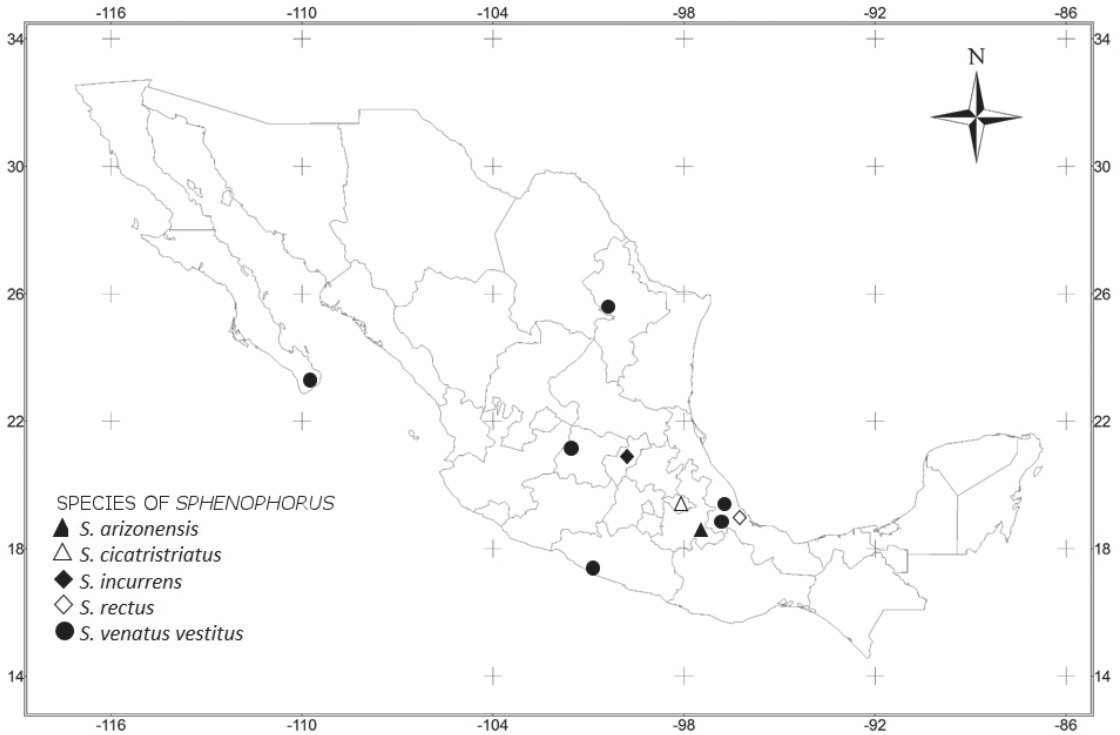 -116 -110 -104 -98 -92 -86
34 34
N
30 30
26 26
22 22
SPECIES OF SPHENOPHORUS
S. arizonensis
S. cicatristriatus
18 18
S. incurrens
S. rectus
S. venatus vestitus
14 14
-116 -110 -104 -98 -92 -86